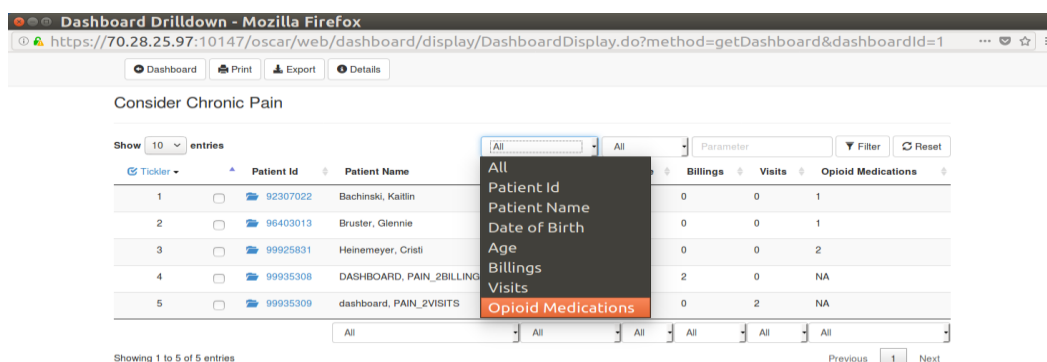 Dashboard Drilldown - Mozilla Firefox
https://70.28.25.97:10147/oscar/web/dashboard/display/DashboardDisplay.do?method=getDashboard&dashboardId=1
Dashboard Print Export Details
Consider Chronic Pain
Show 10 entries All All Parameter Filter Reset
Tickler Patient Id Patient Name Billings Visits Opioid Medications
All
Patient Id
Patient Name
Date of Birth
Age
Billings
Visits
Opioid Medications
1 92307022 Bachinski, Kaitlin 0 0 1
2 96403013 Bruster, Glennie 0 0 1
3 99925831 Heinemeyer, Cristi 0 0 2
4 99935308 DASHBOARD, PAIN_2BILLING 2 0 NA
5 99935309 dashboard, PAIN_2VISITS 0 2 NA
All All All All All All
Showing 1 to 5 of 5 entries Previous 1 Next